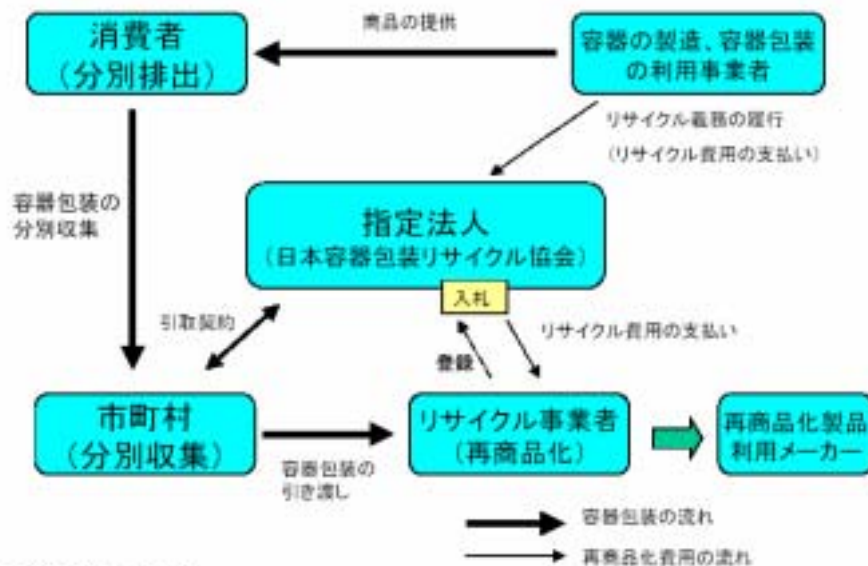 商品の提供
消費者
（分別排出）
容器の製造、容器包装
の利用事業者
リサイクル義務の履行
（リサイクル費用の支払い）
容器包装の
分別収集
指定法人
（日本容器包装リサイクル協会）
入札
引取契約
登録
リサイクル費用の支払い
市町村
（分別収集）
容器包装の
引き渡し
リサイクル事業者
（再商品化）
再商品化製品
利用メーカー
容器包装の流れ
再商品化費用の流れ